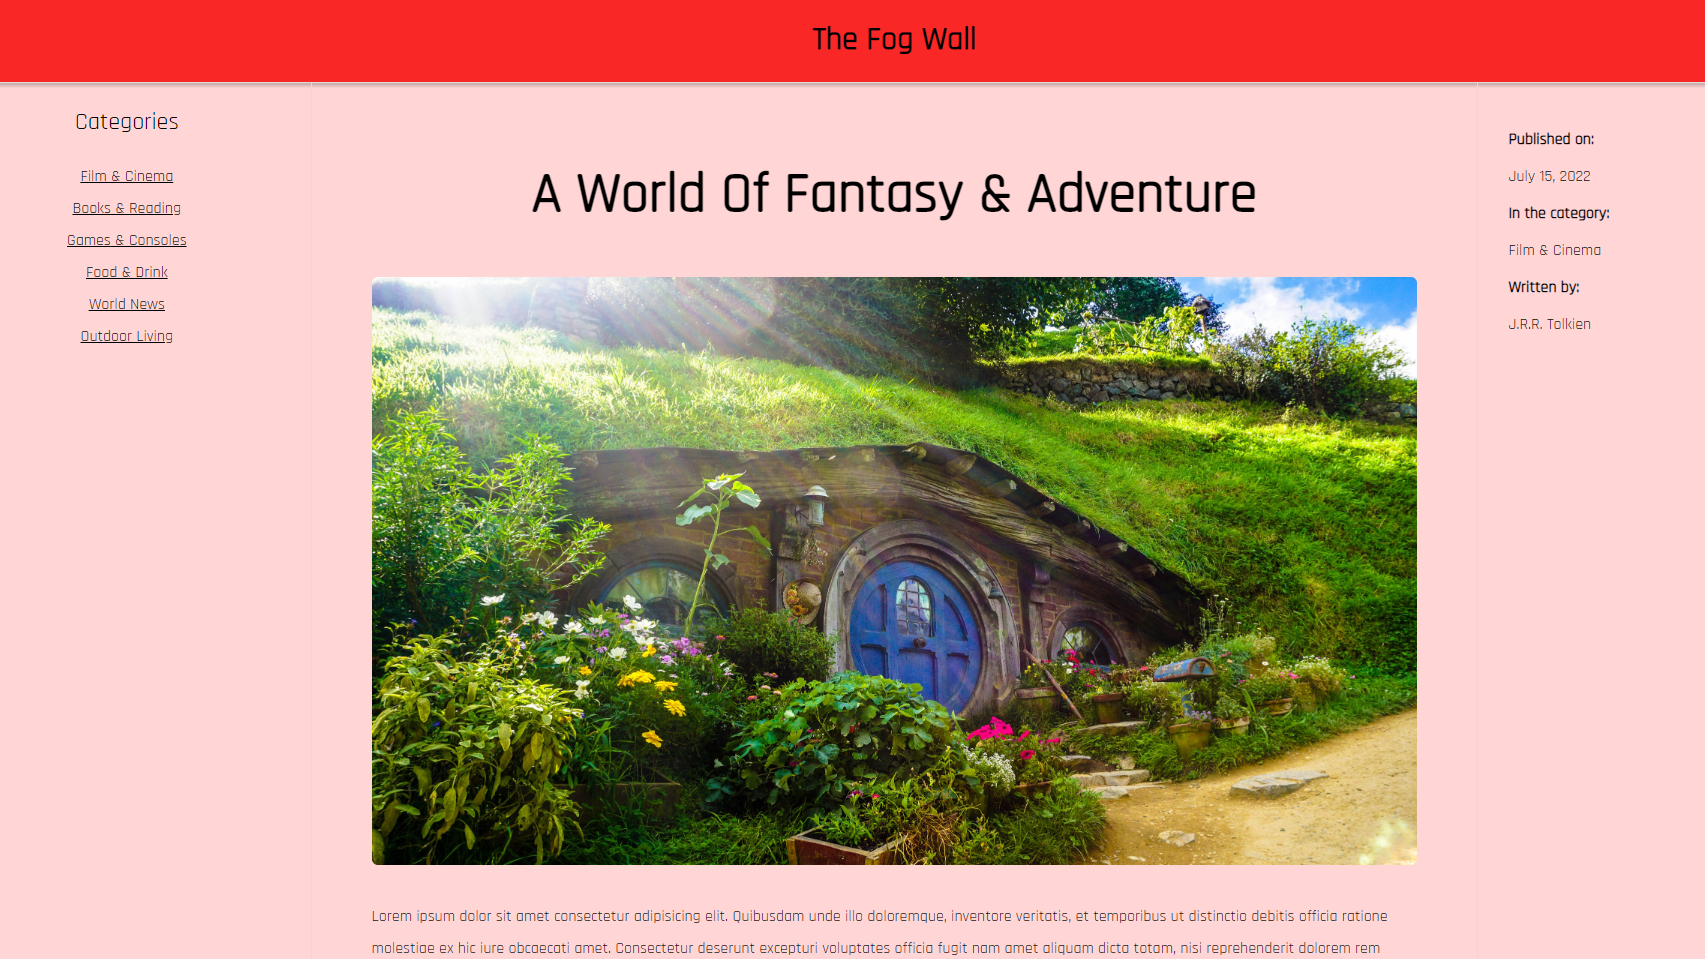 The Fog Wall
Categories
Film & Cinema
Books & Reading
Games & Consoles
Food & Drink
World News
Outdoor Living
A World Of Fantasy & Adventure
Lorem ipsum dolor sit amet consectetur adipisicing elit. Quibusdam unde illo doloremque, inventore veritatis, et temporibus ut distinctio debitis officia ratione
molestiae ex hic iure obcaecati amet. Consectetur deserunt excepturi voluptates officia fugit nam amet aliquam dicta totam, nisi reprehenderit dolorem rem
Published on:
July 15, 2022
In the category:
Film & Cinema
Written by:
J.R.R. Tolkien